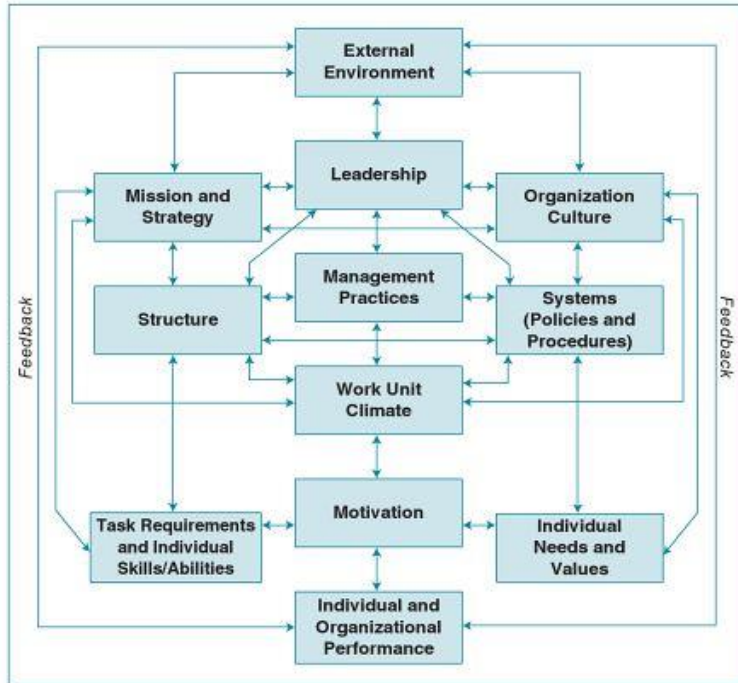 External
Environment
Leadership
Mission and
Strategy
Organization
Culture
Management
Practices
Structure
Systems
(Policies and
Procedures)
Feedback
Feedback
Work Unit
Climate
Motivation
Task Requirements
and Individual
Skills/Abilities
Individual
Needs and
Values
Individual and
Organizational
Performance